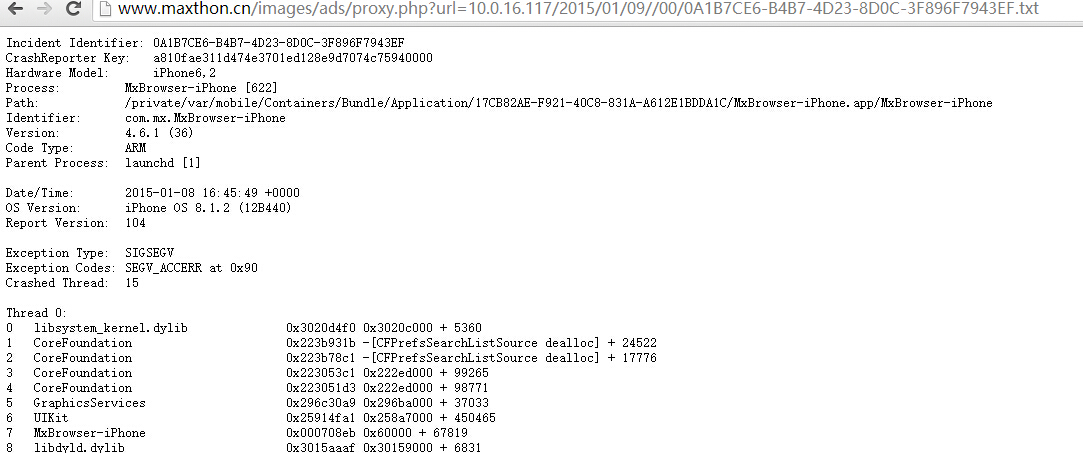 www.maxthon.cn/images/ads/proxy.php?url=10.0.16.117/2015/01/09//00/0A1B7CE6-B4B7-4D23-8D0C-3F896F7943EF.txt
Incident Identifier: 0A1B7CE6-B4B7-4D23-8D0C-3F896F7943EF
CrashReporter Key:   a810fae311d474e3701ed128e9d7074c75940000
Hardware Model:      iPhone6,2
Process:         MxBrowser-iPhone [622]
Path:            /private/var/mobile/Containers/Bundle/Application/17CB82AE-F921-40C8-831A-A612E1BDDA1C/MxBrowser-iPhone.app/MxBrowser-iPhone
Identifier:      com.mx.MxBrowser-iPhone
Version:         4.6.1 (36)
Code Type:       ARM
Parent Process:  launchd [1]
Date/Time:       2015-01-08 16:45:49 +0000
OS Version:      iPhone OS 8.1.2 (12B440)
Report Version:  104
Exception Type:  SIGSEGV
Exception Codes: SEGV_ACCERR at 0x90
Crashed Thread:  15
Thread 0:
0   libsystem_kernel.dylib              0x3020d4f0 0x3020c000 + 5360
1   CoreFoundation                      0x223b931b -[CFPrefsSearchListSource dealloc] + 24522
2   CoreFoundation                      0x223b78c1 -[CFPrefsSearchListSource dealloc] + 17776
3   CoreFoundation                      0x223053c1 0x222ed000 + 99265
4   CoreFoundation                      0x223051d3 0x222ed000 + 98771
5   GraphicsServices                    0x296c30a9 0x296ba000 + 37033
6   UIKit                               0x25914fa1 0x258a7000 + 450465
7   MxBrowser-iPhone                    0x000708eb 0x60000 + 67819
8   libdyld.dylib                       0x3015aaaf 0x30159000 + 6831